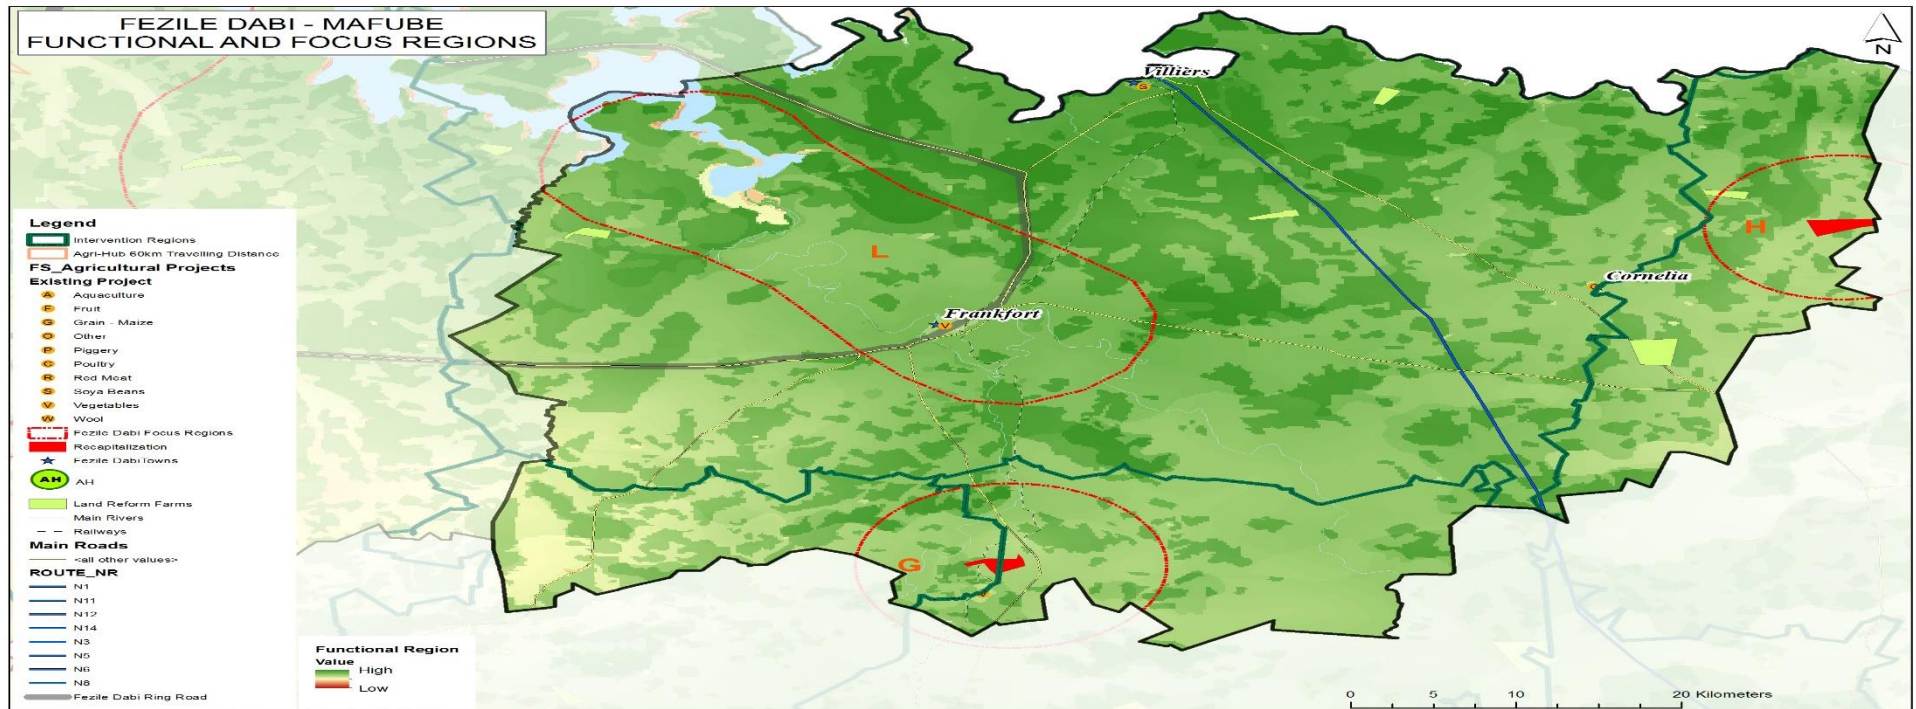 FEZILE DABI - MAFUBE
FUNCTIONAL AND FOCUS REGIONS
N
Villiers
S
H
L
Cornelia
Frankfort
V
G
Legend
Intervention Regions
Agri-Hub 60km Travelling Distance
FS_Agricultural Projects
Existing Project
A Aquaculture
F Fruit
G Grain - Maize
O Other
P Piggery
C Poultry
R Red Meat
S Soya Beans
V Vegetables
W Wool
Fezile Dabi Focus Regions
Recapitalization
Fezile DabiTowns
AH AH
Land Reform Farms
Main Rivers
Railways
Main Roads
<all other values>
ROUTE_NR
N1
N11
N12
N14
N3
N5
N6
N8
Fezile Dabi Ring Road
Functional Region
Value
High
Low
0 5 10 20 Kilometers